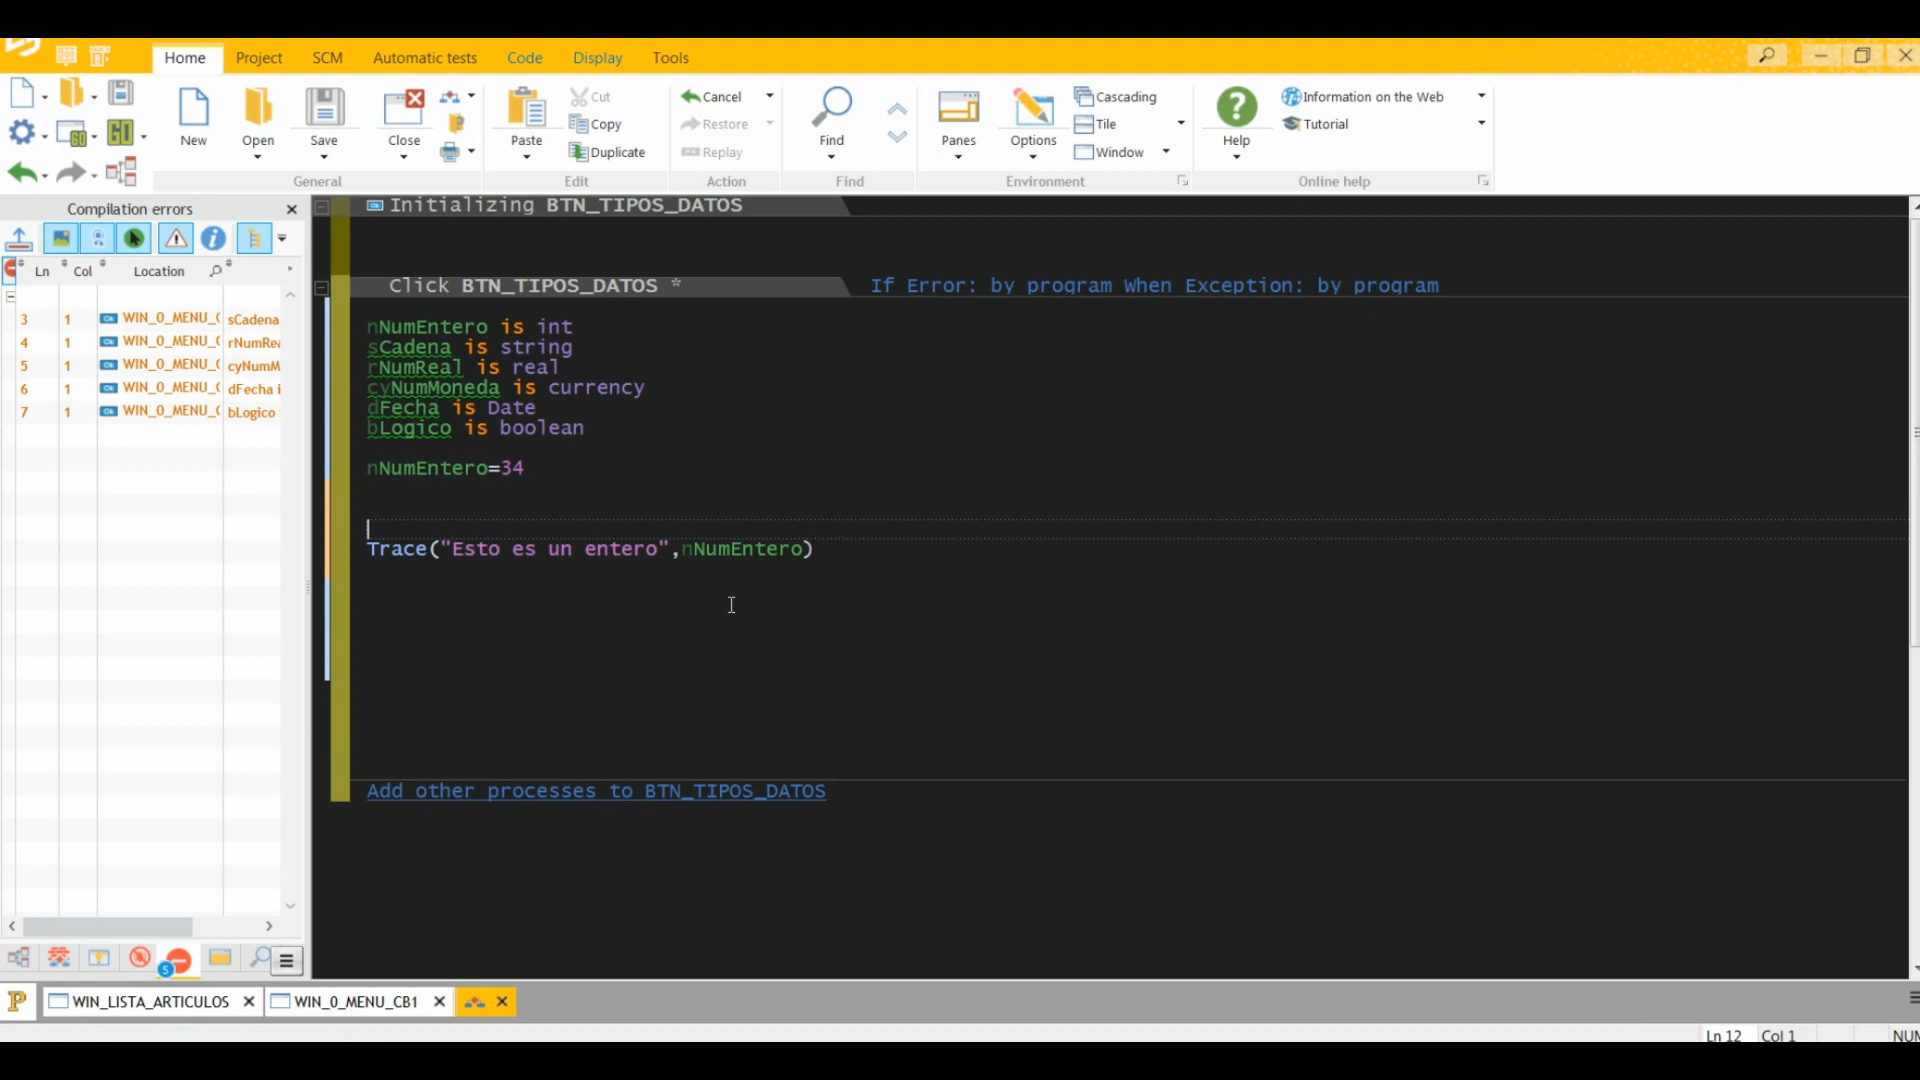 Home Project SCM Automatic tests Code Display Tools
New Open Save Close Paste Cut Copy Duplicate Cancel Restore Replay Find Panes Options Cascading Tile Window Help Information on the Web Tutorial
General Edit Action Find Environment Online help
Compilation errors
Ln Col Location
3 1 WIN_0_MENU_ sCadena
4 1 WIN_0_MENU_ rNumRea
5 1 WIN_0_MENU_ cyNumM
6 1 WIN_0_MENU_ dFecha i
7 1 WIN_0_MENU_ bLogico
5
Initializing BTN_TIPOS_DATOS
Click BTN_TIPOS_DATOS * If Error: by program When Exception: by program
nNumEntero is int
sCadena is string
rNumReal is real
cyNumMoneda is currency
dFecha is Date
bLogico is boolean
nNumEntero=34
Trace("Esto es un entero",nNumEntero)
Add other processes to BTN_TIPOS_DATOS
WIN_LISTA_ARTICULOS WIN_0_MENU_CB1
Ln 12 Col 1 NUM